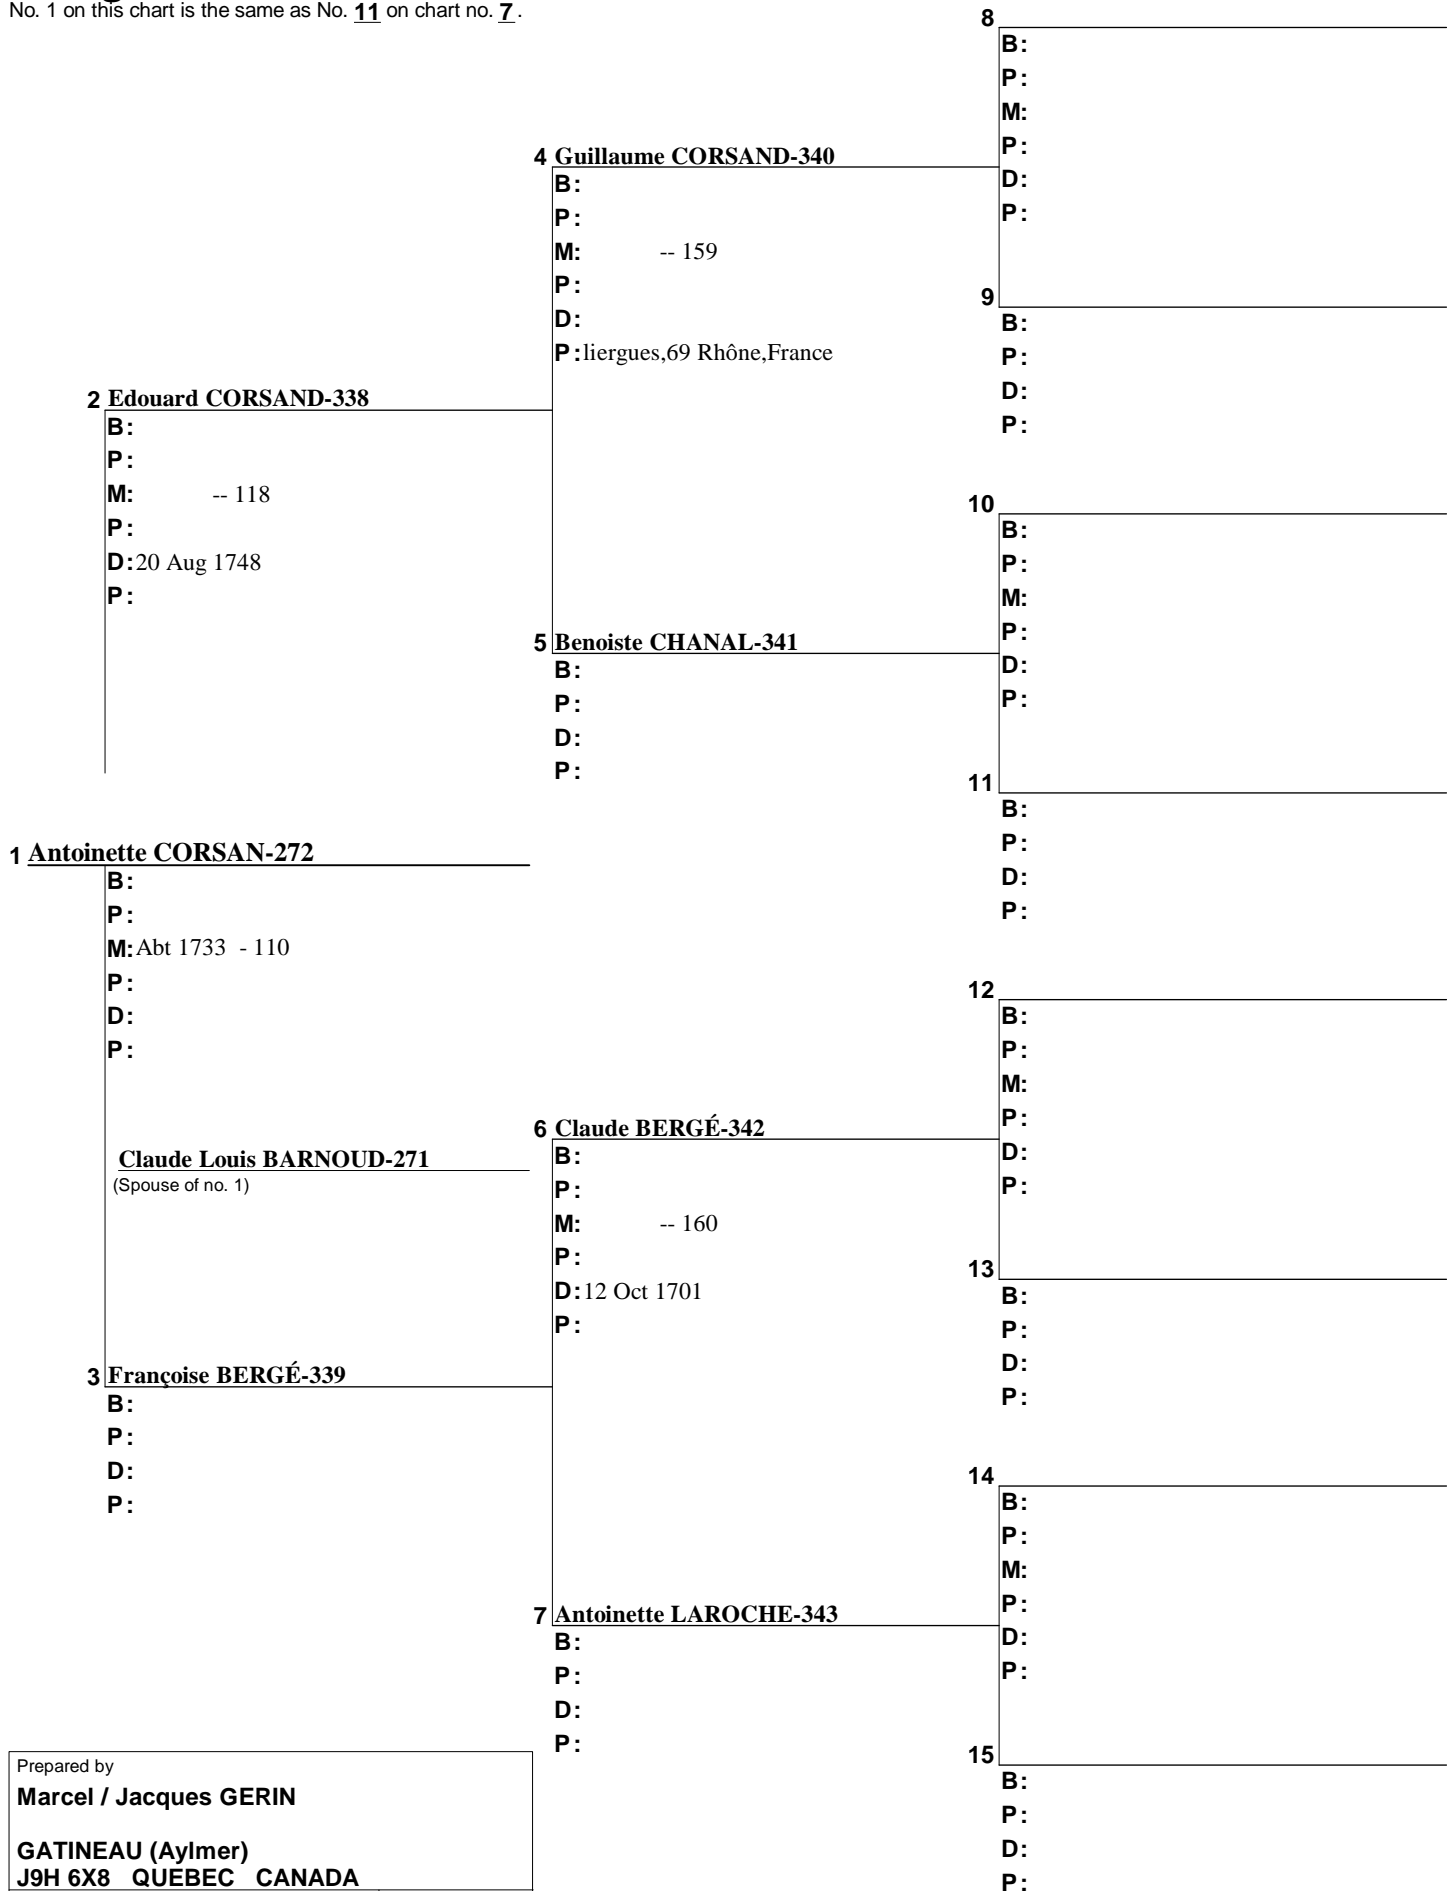 No. 1 on this chart is the same as No. 11 on chart no. 7.
8
B:
P:
M:
P:
D:
P:
4 Guillaume CORSAND-340
B:
P:
M: -- 159
P:
D:
P:liergues,69 Rhône,France
9
B:
P:
D:
P:
2 Edouard CORSAND-338
B:
P:
M: -- 118
P:
D:20 Aug 1748
P:
10
B:
P:
M:
P:
D:
P:
5 Benoiste CHANAL-341
B:
P:
D:
P:
11
B:
P:
D:
P:
1 Antoinette CORSAN-272
B:
P:
M:Abt 1733 - 110
P:
D:
P:
Claude Louis BARNOUD-271
(Spouse of no. 1)
12
B:
P:
M:
P:
D:
P:
6 Claude BERGÉ-342
B:
P:
M: -- 160
P:
D:12 Oct 1701
P:
13
B:
P:
D:
P:
3 Françoise BERGÉ-339
B:
P:
D:
P:
14
B:
P:
M:
P:
D:
P:
7 Antoinette LAROCHE-343
B:
P:
D:
P:
15
B:
P:
D:
P:
Prepared by
Marcel / Jacques GERIN
GATINEAU (Aylmer)
J9H 6X8 QUEBEC CANADA